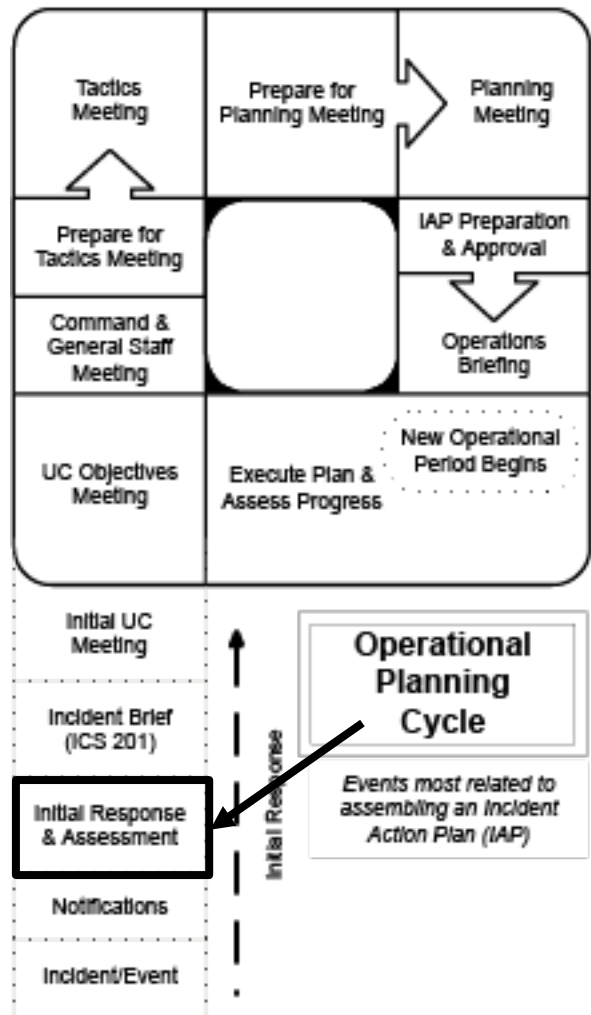 Tactics
Meeting
Prepare for
Planning Meeting
Planning
Meeting
Prepare for
Tactics Meeting
IAP Preparation
& Approval
Command &
General Staff
Meeting
Operations
Briefing
UC Objectives
Meeting
Execute Plan &
Assess Progress
New Operational
Period Begins
Initial UC
Meeting
Incident Brief
(ICS 201)
Initial Response
& Assessment
Notifications
Incident/Event
Initial Response
Operational
Planning
Cycle
Events most related to
assembling an Incident
Action Plan (IAP)